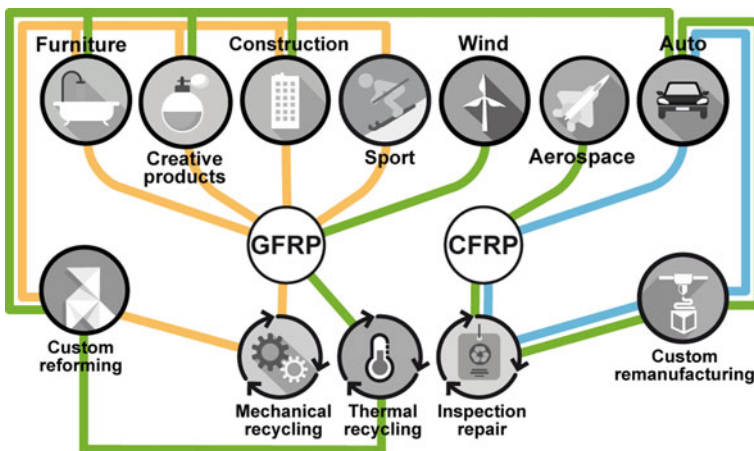 Furniture
Construction
Wind
Auto
Creative
products
Sport
Aerospace
GFRP
CFRP
Custom
reforming
Mechanical
recycling
Thermal
recycling
Inspection
repair
Custom
remanufacturing